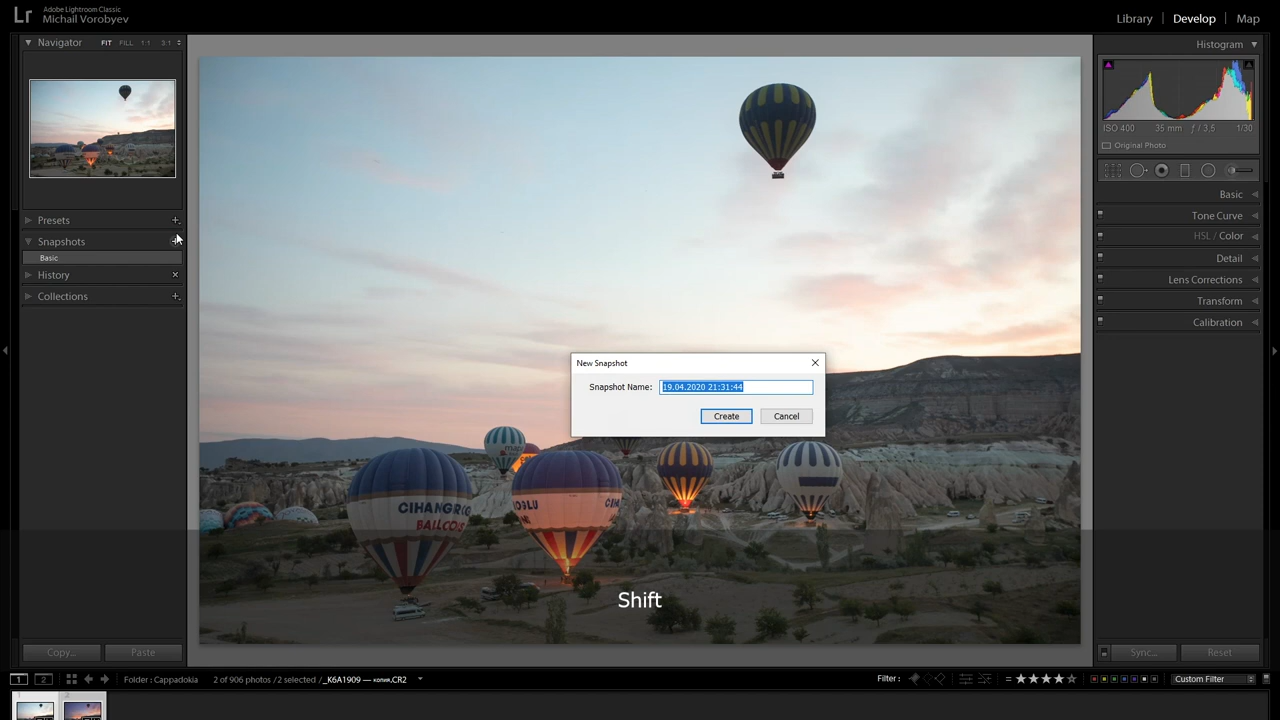 Lr
Adobe Lightroom Classic
Michail Vorobyev
Library | Develop | Map
Navigator FIT FILL 1:1 3:1
Histogram
ISO 400 35 mm ƒ / 3,5 1/30
Original Photo
Presets
Basic
Snapshots
Tone Curve
Basic
HSL / Color
History
Detail
Collections
Lens Corrections
Transform
Calibration
New Snapshot
Snapshot Name: 19.04.2020 21:31:44
Create Cancel
CIHANGIR
BALLOONS
Shift
Copy... Paste
Sync... Reset
1 2 Folder : Cappadokia 2 of 906 photos /2 selected /_K6A1909 — копия.CR2 Filter : = ★★★★★ Custom Filter
1 2